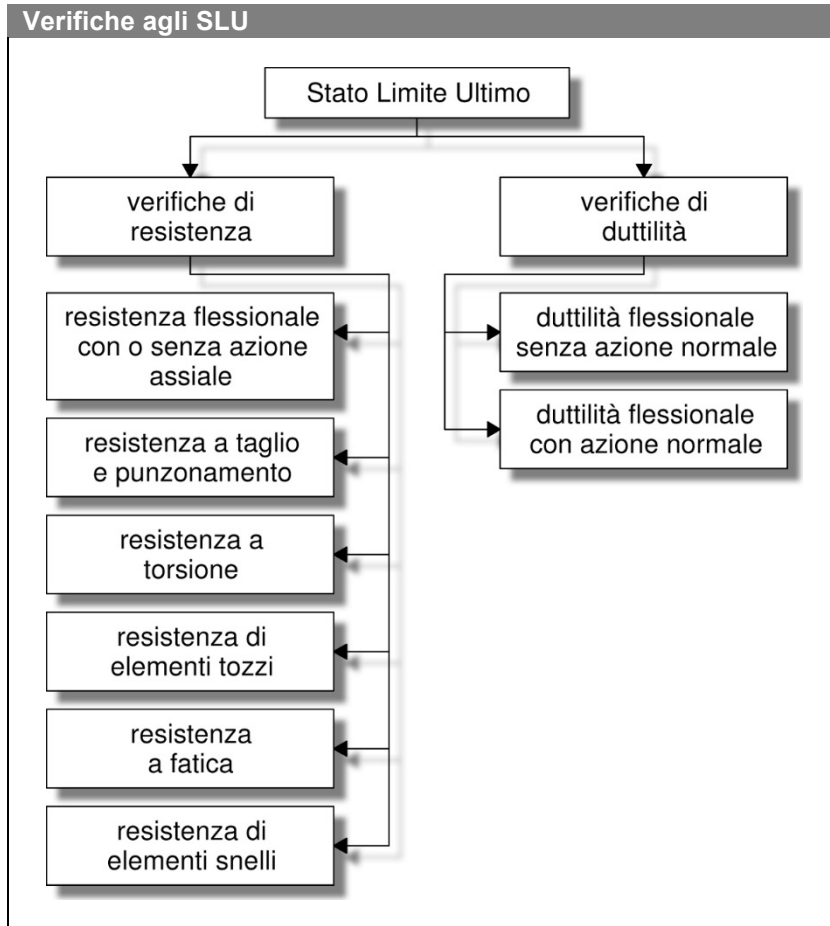 Verifiche agli SLU
Stato Limite Ultimo
verifiche di
resistenza
resistenza flessionale
con o senza azione
assiale
resistenza a taglio
e punzonamento
resistenza a
torsione
resistenza di
elementi tozzi
resistenza
a fatica
resistenza di
elementi snelli
verifiche di
duttilità
duttilità flessionale
senza azione normale
duttilità flessionale
con azione normale